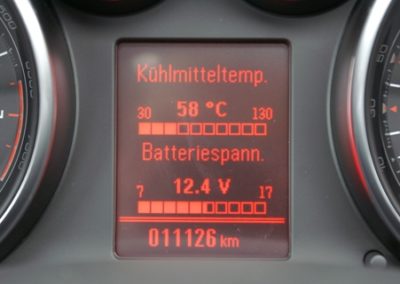 Kühlmitteltemp.
58 °C
30 130
Batteriespann.
12.4 V
7 17
011126 km